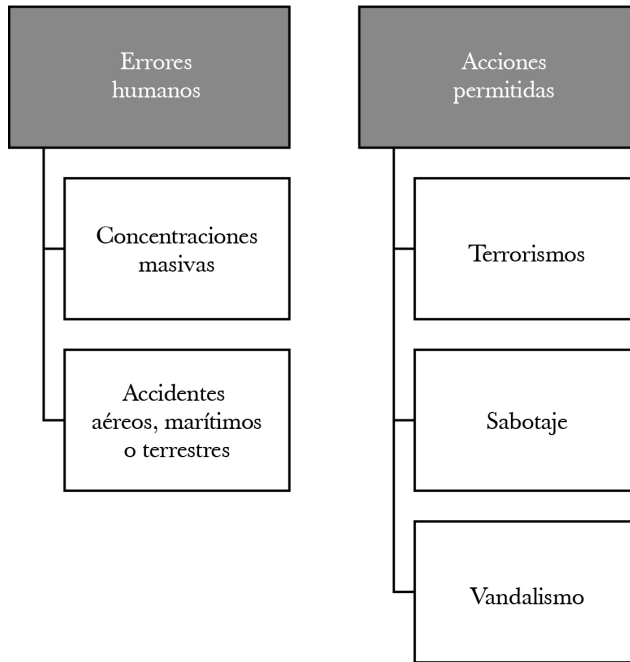 Errores
humanos
Concentraciones
masivas
Accidentes
aéreos, marítimos
o terrestres
Acciones
permitidas
Terrorismos
Sabotaje
Vandalismo